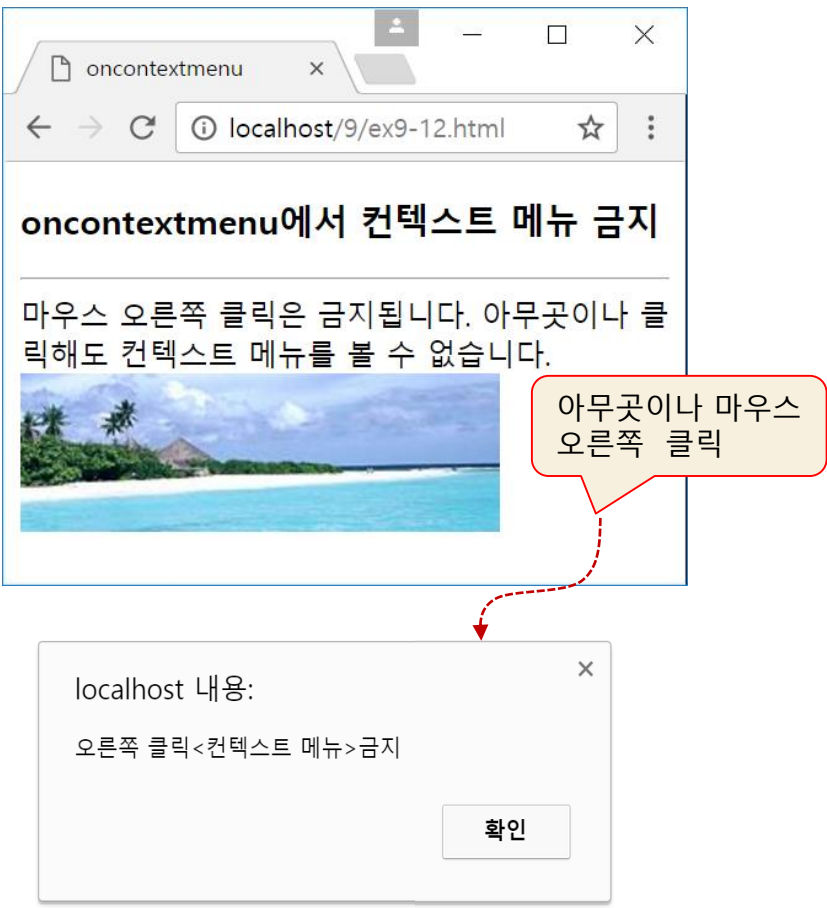 oncontextmenu
localhost/9/ex9-12.html
oncontextmenu에서 컨텍스트 메뉴 금지
마우스 오른쪽 클릭은 금지됩니다. 아무곳이나 클
릭해도 컨텍스트 메뉴를 볼 수 없습니다.
아무곳이나 마우스
오른쪽 클릭
localhost 내용:
오른쪽 클릭<컨텍스트 메뉴>금지
확인